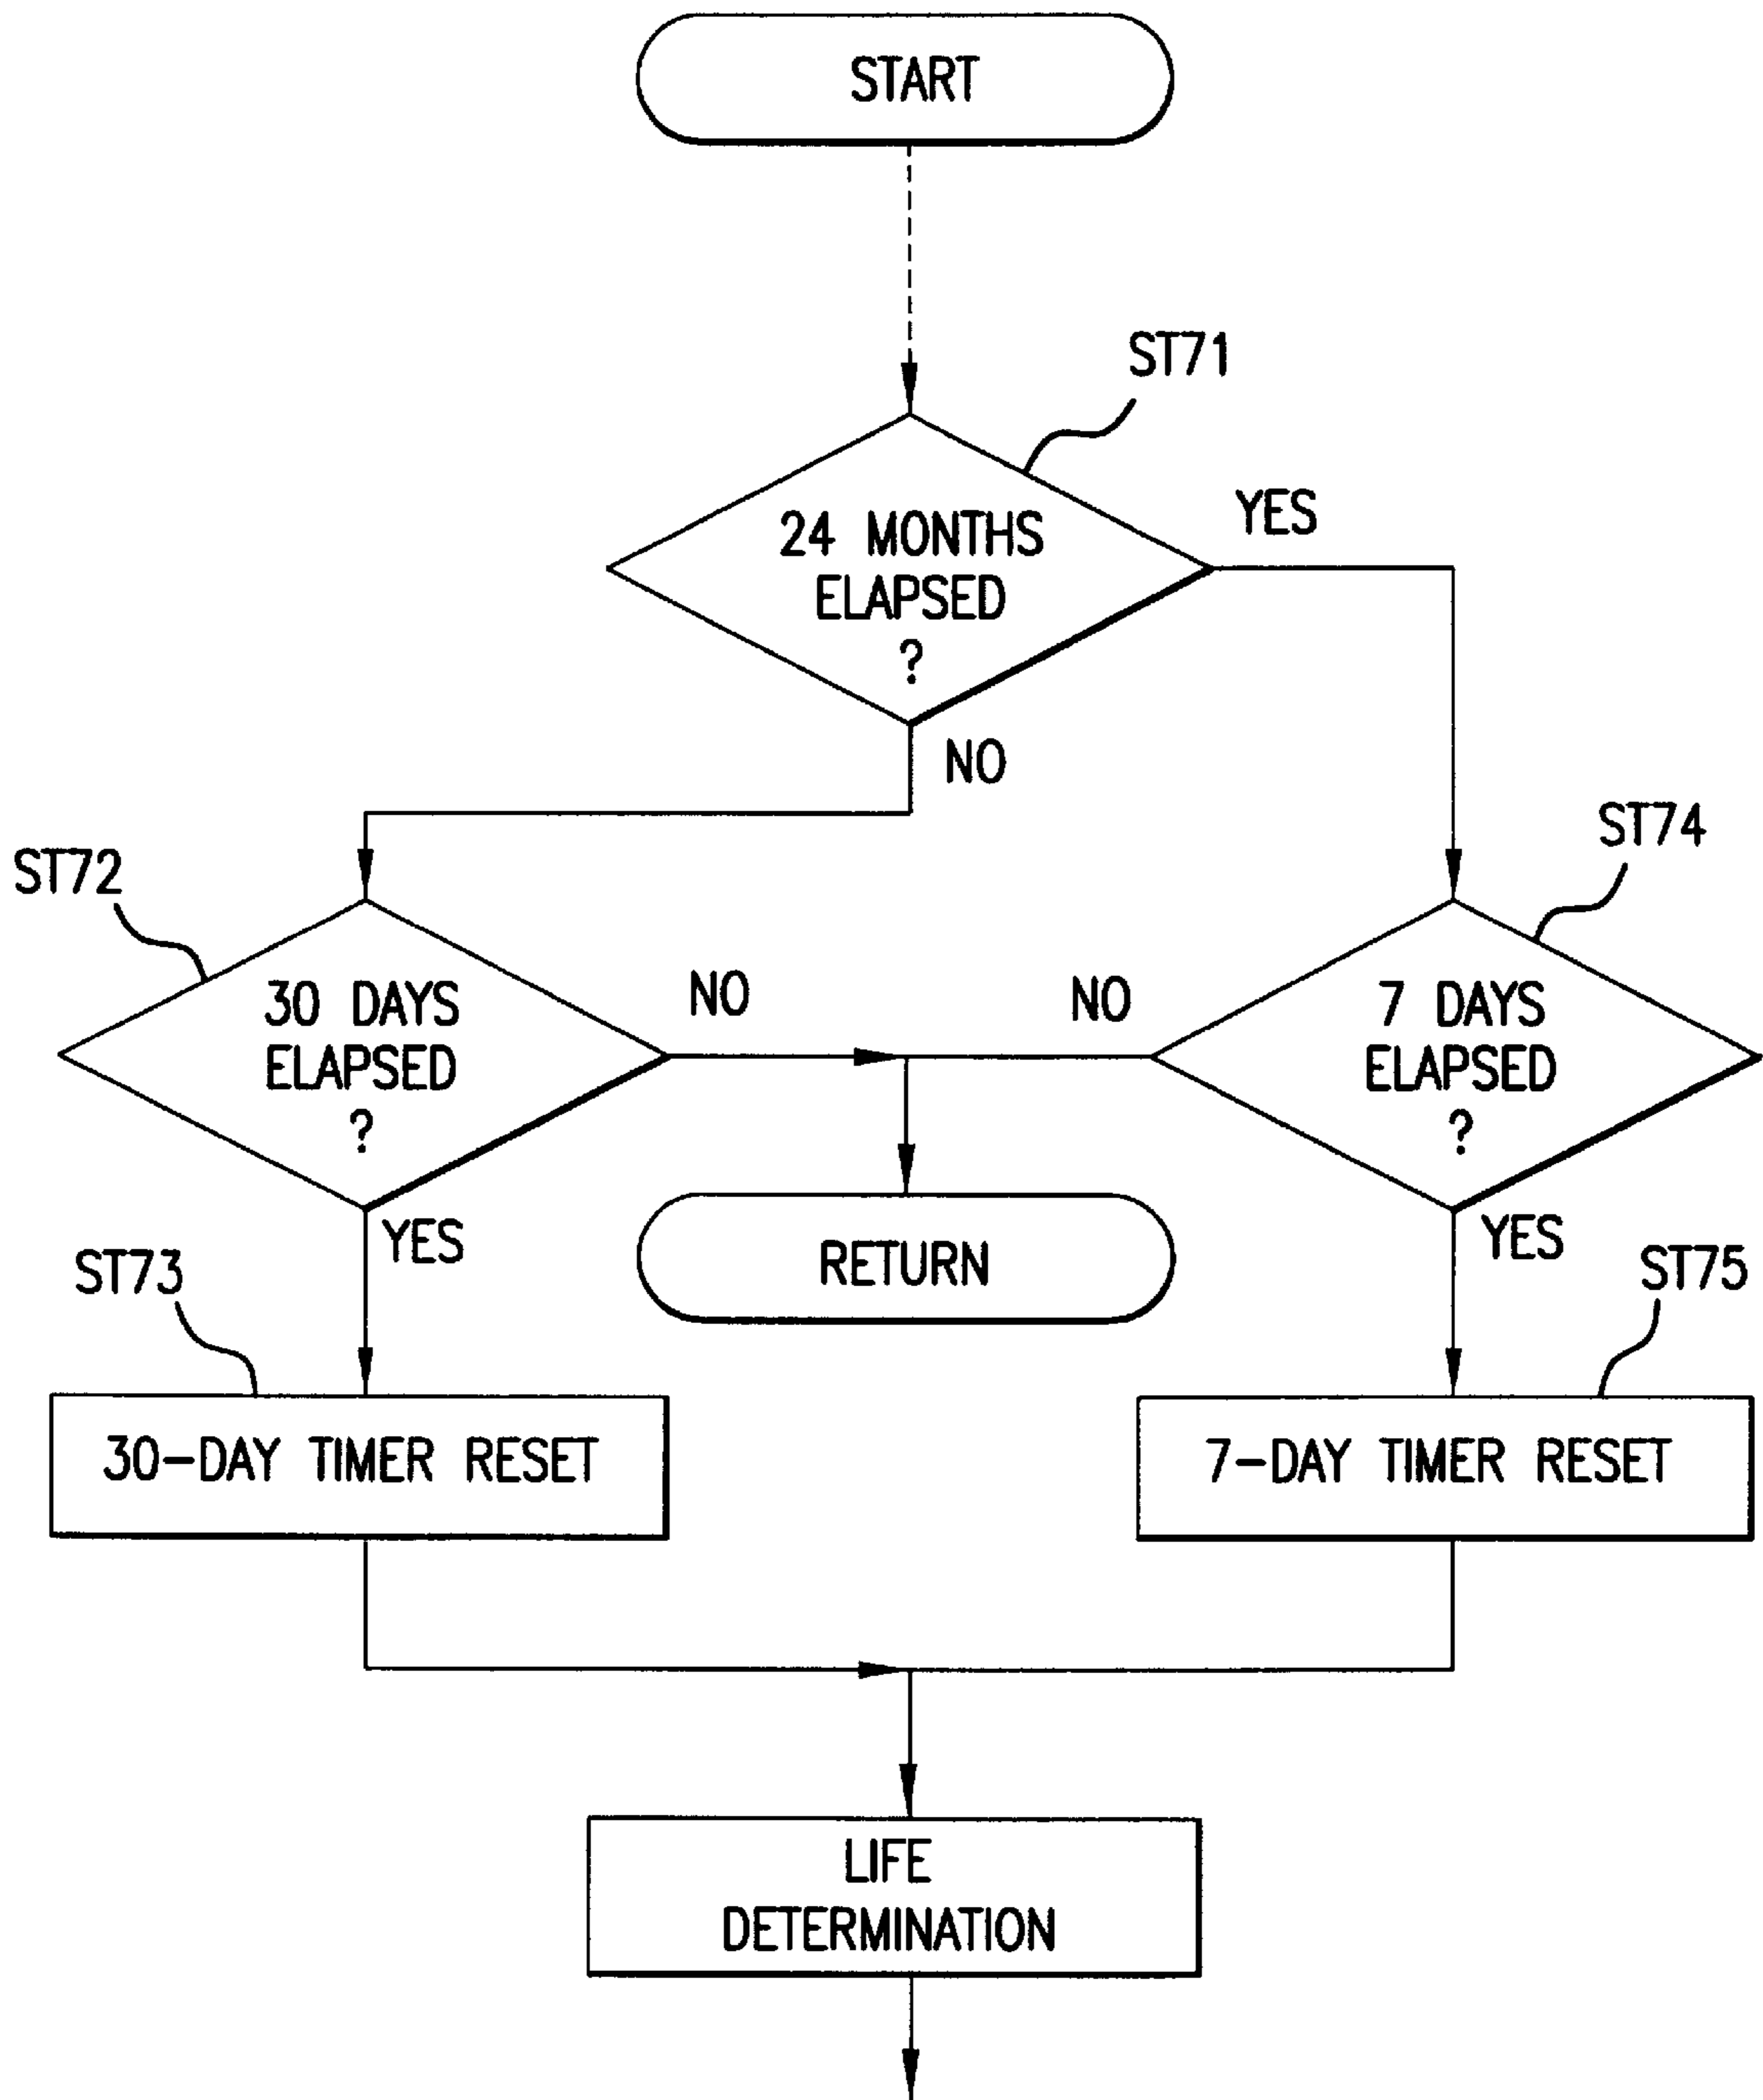 START
ST71
24 MONTHS
ELAPSED
?
YES
NO
ST72
30 DAYS
ELAPSED
?
NO
YES
ST74
7 DAYS
ELAPSED
?
NO
YES
RETURN
ST73
30-DAY TIMER RESET
ST75
7-DAY TIMER RESET
LIFE
DETERMINATION